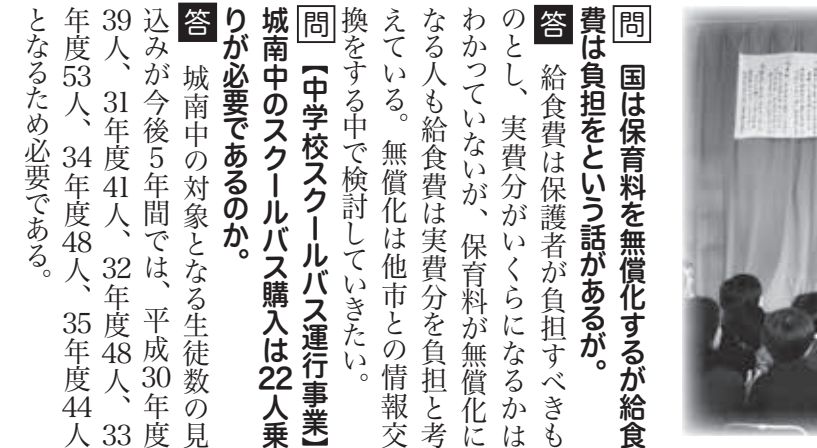 問　国は保育料を無償化するが給食
費は負担をという話があるが。
答　給食費は保護者が負担すべきも
のとし、実費分がいくらになるかは
わかっていないが、保育料が無償化に
なる人も給食費は実費分を負担と考
えている。無償化は他市との情報交
換をする中で検討していきたい。
問　【中学校スクールバス運行事業】
城南中のスクールバス購入は22人乗
りが必要であるのか。
答　城南中の対象となる生徒数の見
込みが今後5年間では、平成30年度
39人、31年度41人、32年度48人、33
年度53人、34年度48人、35年度44人
となるため必要である。